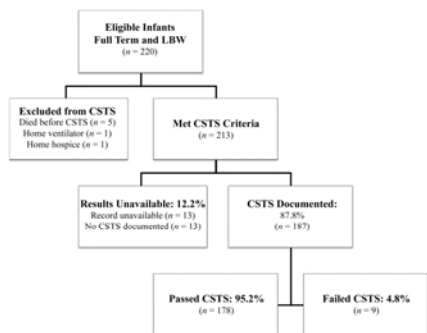 Eligible Infants
Full Term and LBW
(n = 220)
Excluded from CSTS
Died before CSTS (n = 5)
Home ventilator (n = 1)
Home hospice (n = 1)
Met CSTS Criteria
(n = 213)
Results Unavailable: 12.2%
Record unavailable (n = 13)
No CSTS documented (n = 13)
CSTS Documented:
87.8%
(n = 187)
Passed CSTS: 95.2%
(n = 178)
Failed CSTS: 4.8%
(n = 9)